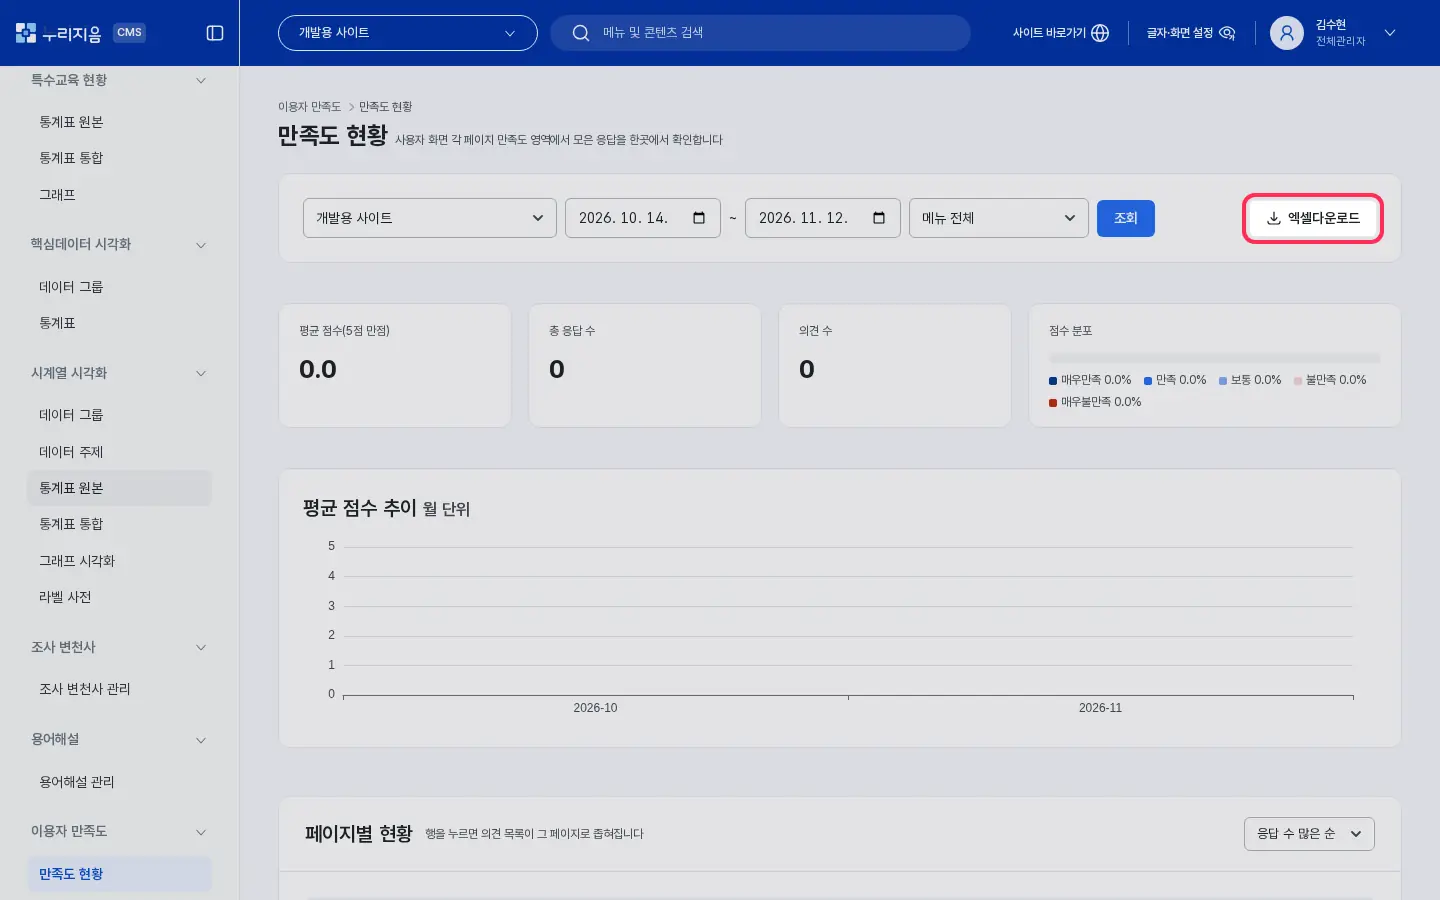 누리지음 CMS
개발용 사이트
메뉴 및 콘텐츠 검색
사이트 바로가기
글자·화면 설정
김수현
전체관리자
특수교육 현황
통계표 원본
통계표 통합
그래프
핵심데이터 시각화
데이터 그룹
통계표
시계열 시각화
데이터 그룹
데이터 주제
통계표 원본
통계표 통합
그래프 시각화
라벨 사전
조사 변천사
조사 변천사 관리
용어해설
용어해설 관리
이용자 만족도
만족도 현황
이용자 만족도 > 만족도 현황
만족도 현황 사용자 화면 각 페이지 만족도 영역에서 모은 응답을 한곳에서 확인합니다
개발용 사이트 2026. 10. 14. ~ 2026. 11. 12. 메뉴 전체 조회 엑셀다운로드
평균 점수(5점 만점)
0.0
총 응답 수
0
의견 수
0
점수 분포
매우만족 0.0% 만족 0.0% 보통 0.0% 불만족 0.0%
매우불만족 0.0%
평균 점수 추이 월 단위
5
4
3
2
1
0
2026-10 2026-11
페이지별 현황 행을 누르면 의견 목록이 그 페이지로 좁혀집니다
응답 수 많은 순